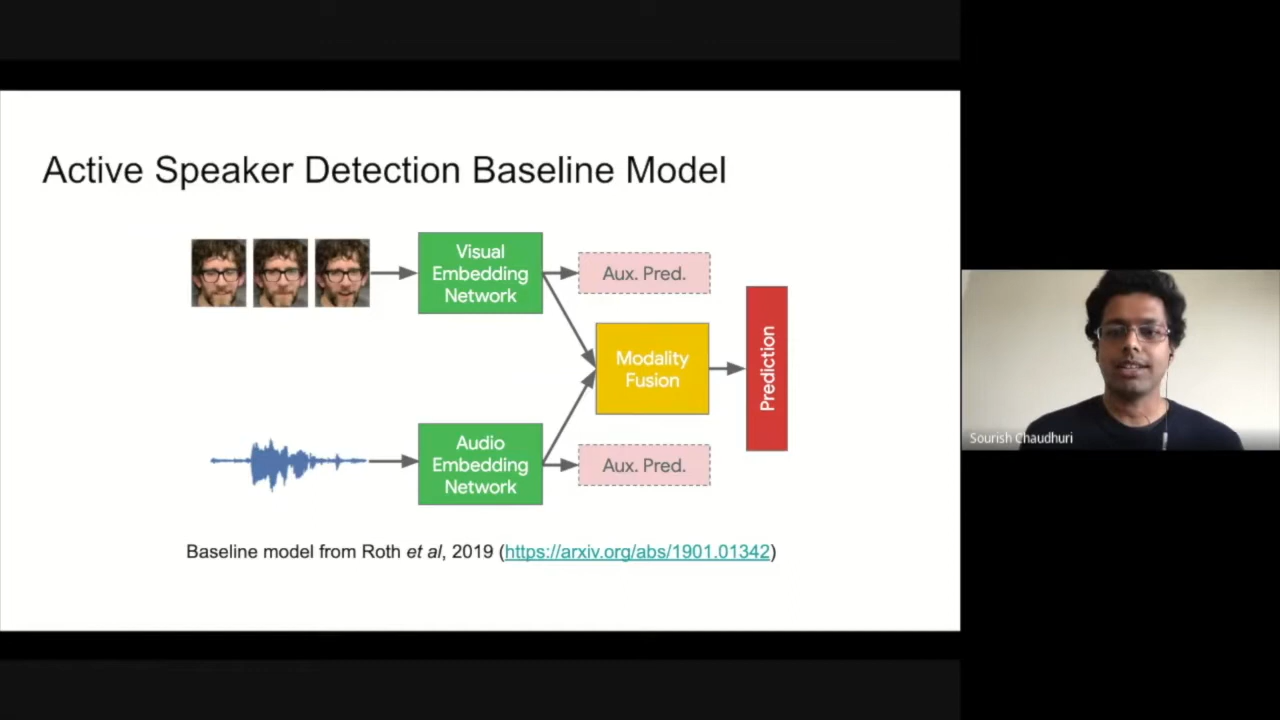 Active Speaker Detection Baseline Model
Visual
Embedding
Network
Aux. Pred.
Modality
Fusion
Prediction
Audio
Embedding
Network
Aux. Pred.
Baseline model from Roth et al, 2019 (https://arxiv.org/abs/1901.01342)
Sourish Chaudhuri